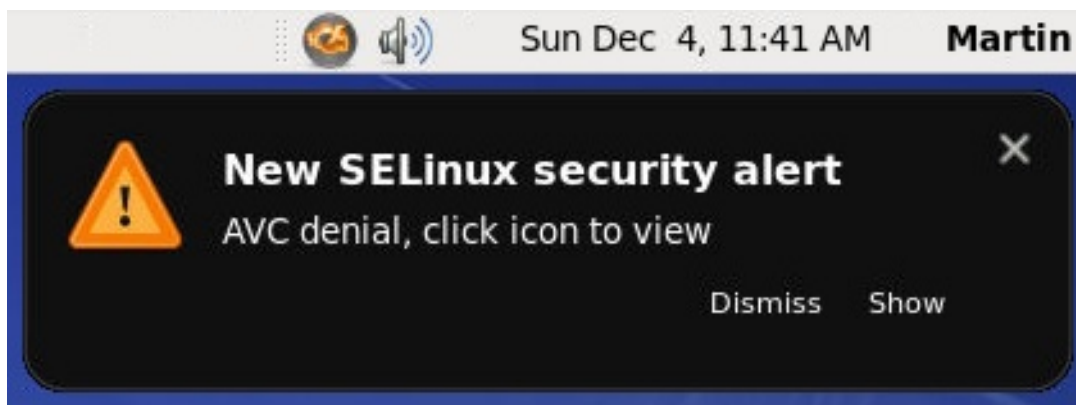 Sun Dec 4, 11:41 AM Martin
New SELinux security alert
AVC denial, click icon to view
Dismiss Show